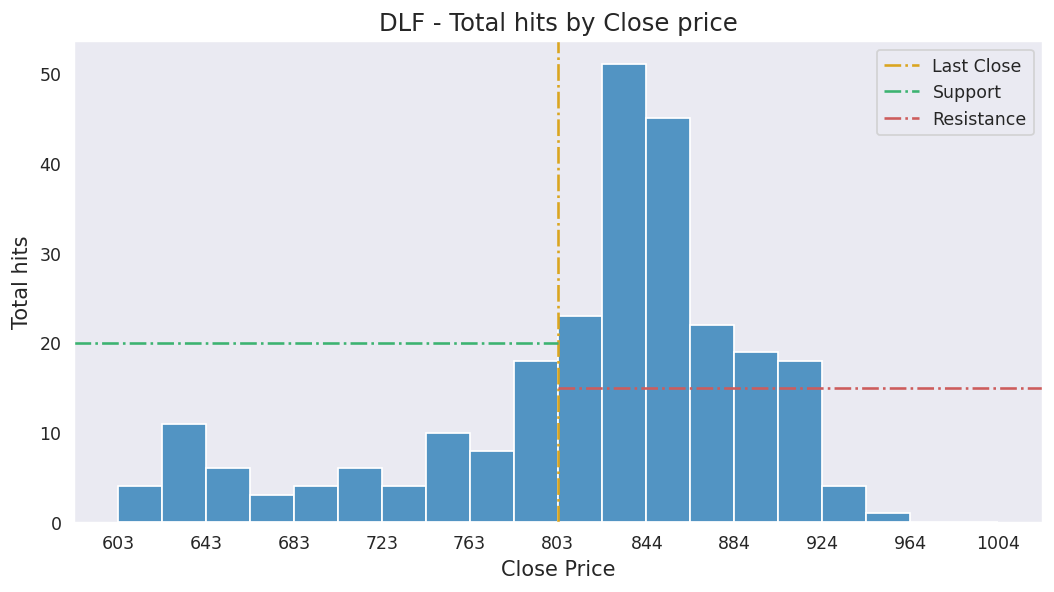 DLF - Total hits by Close price
Last Close
Support
Resistance
Total hits
50
40
30
20
10
0
603 643 683 723 763 803 844 884 924 964 1004
Close Price